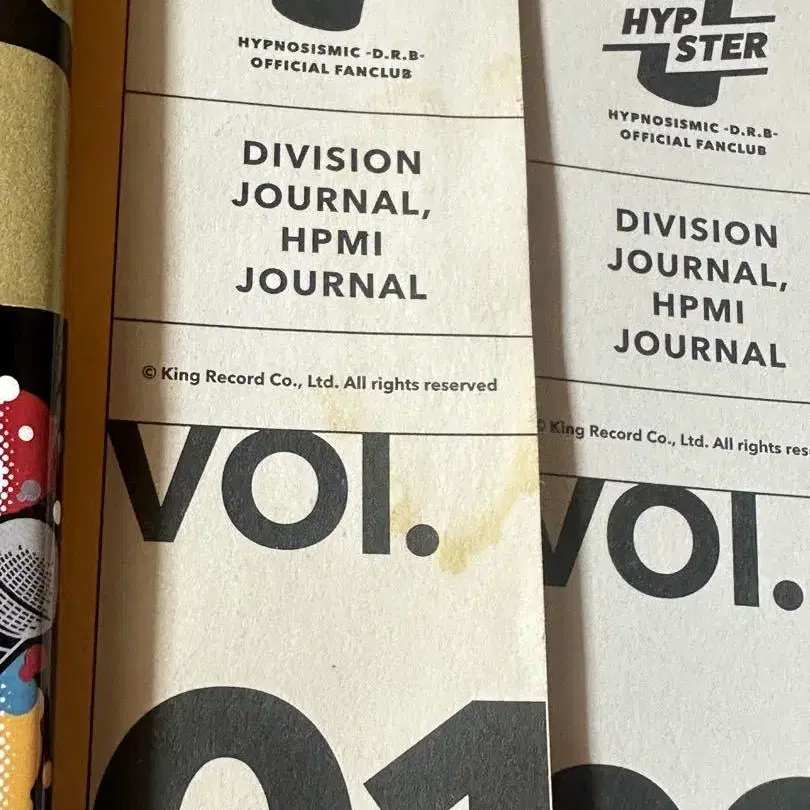 HYPNOSISMIC -D.R.B-
OFFICIAL FANCLUB
DIVISION
JOURNAL,
HPMI
JOURNAL
© King Record Co., Ltd. All rights reserved
VOl.
01
HYP
STER
HYPNOSISMIC -D.R.B-
OFFICIAL FANCLUB
DIVISION
JOURNAL,
HPMI
JOURNAL
© King Record Co., Ltd. All rights
VOl.